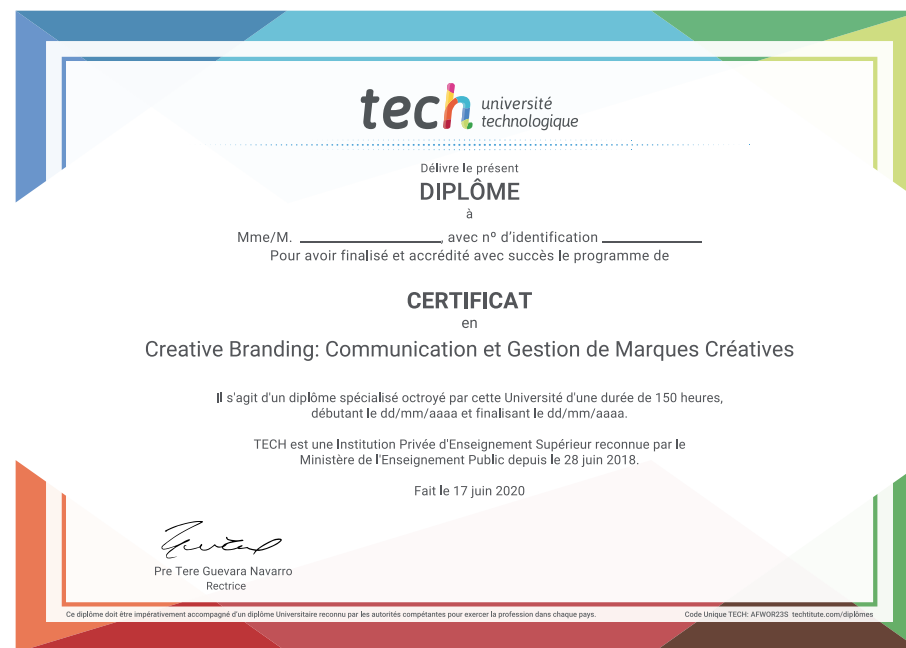 tech université
technologique
Délivre le présent
DIPLÔME
à
Mme/M. ____________________, avec nº d'identification ______________
Pour avoir finalisé et accrédité avec succès le programme de
CERTIFICAT
en
Creative Branding: Communication et Gestion de Marques Créatives
Il s'agit d'un diplôme spécialisé octroyé par cette Université d'une durée de 150 heures,
débutant le dd/mm/aaaa et finalisant le dd/mm/aaaa.
TECH est une Institution Privée d'Enseignement Supérieur reconnue par le
Ministère de l'Enseignement Public depuis le 28 juin 2018.
Fait le 17 juin 2020
Pre Tere Guevara Navarro
Rectrice
Ce diplôme doit être impérativement accompagné d'un diplôme Universitaire reconnu par les autorités compétentes pour exercer la profession dans chaque pays.
Code Unique TECH: AFWOR23S techtitute.com/diplômes